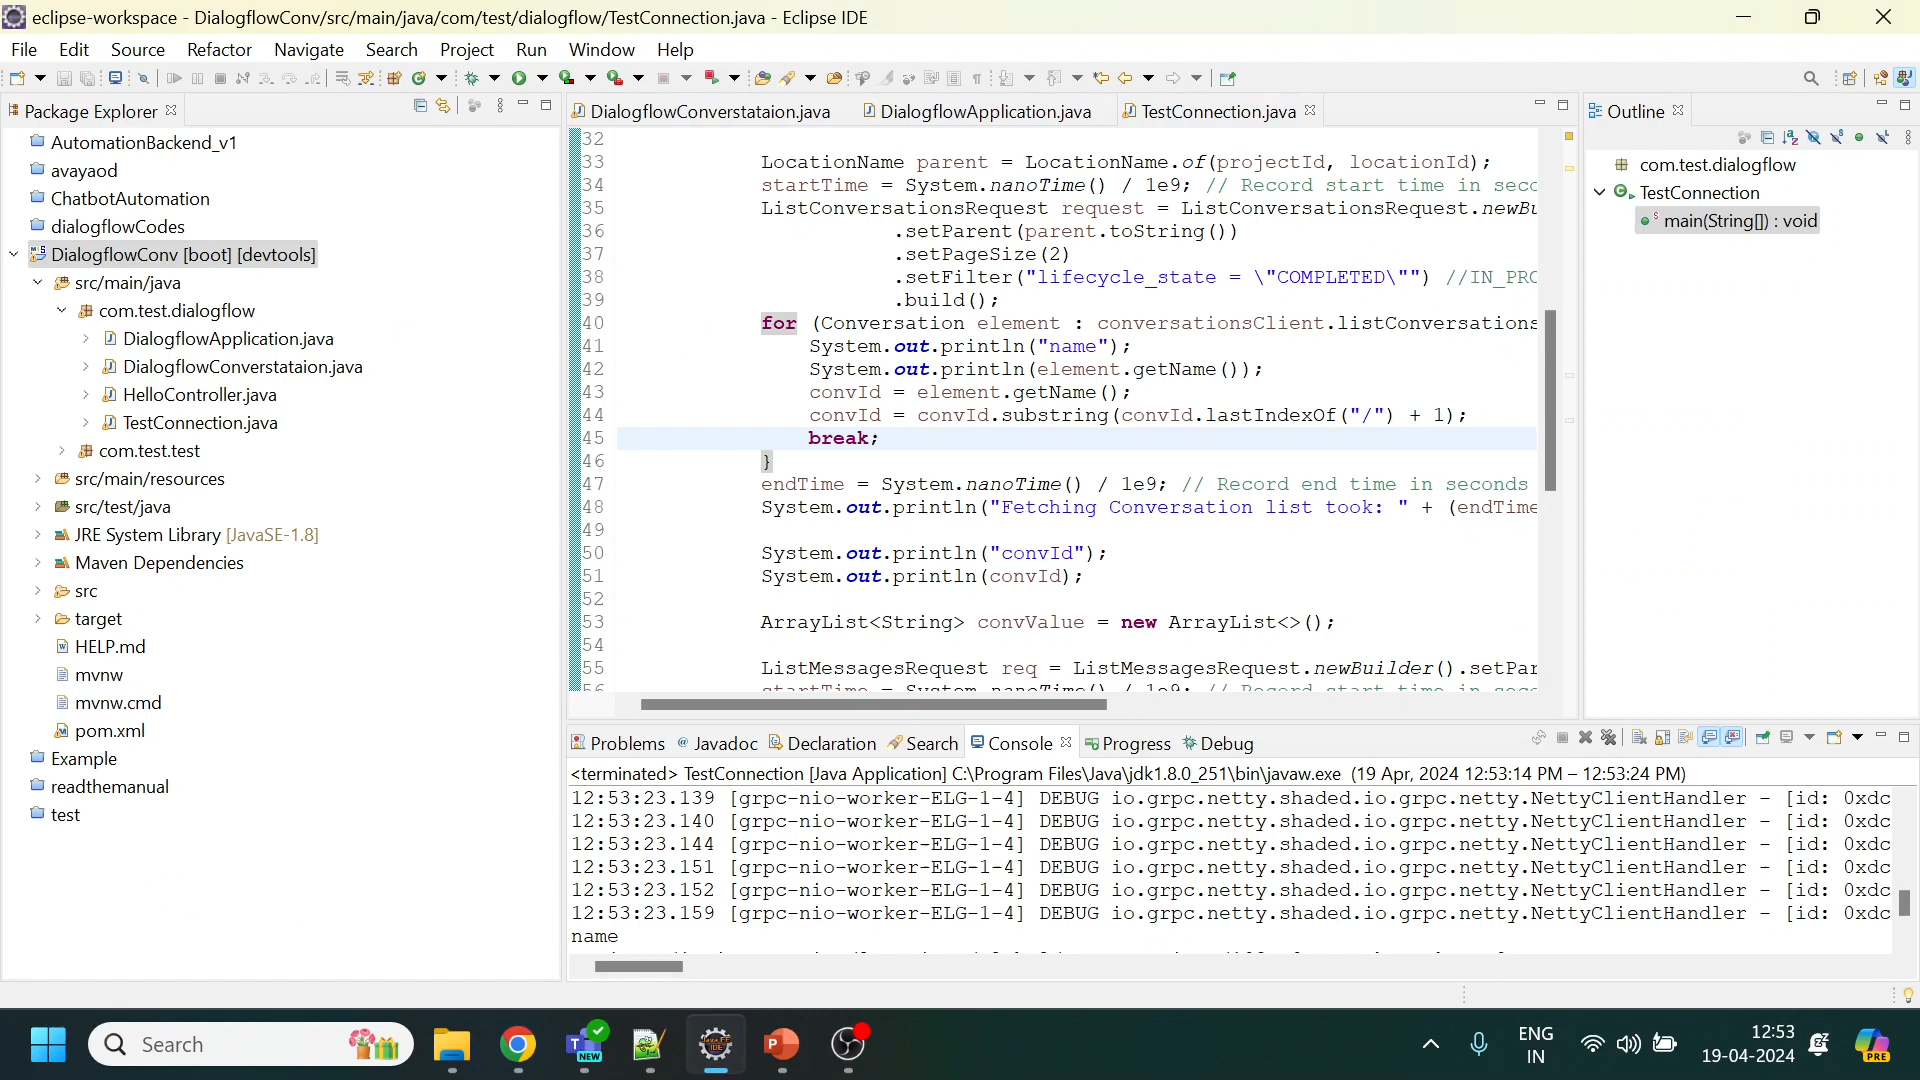 eclipse-workspace - DialogflowConv/src/main/java/com/test/dialogflow/TestConnection.java - Eclipse IDE
File Edit Source Refactor Navigate Search Project Run Window Help
Package Explorer
AutomationBackend_v1
avayaod
ChatbotAutomation
dialogflowCodes
DialogflowConv [boot] [devtools]
src/main/java
com.test.dialogflow
DialogflowApplication.java
DialogflowConverstataion.java
HelloController.java
TestConnection.java
com.test.test
src/main/resources
src/test/java
JRE System Library [JavaSE-1.8]
Maven Dependencies
src
target
HELP.md
mvnw
mvnw.cmd
pom.xml
Example
readthemanual
test
DialogflowConverstataion.java DialogflowApplication.java TestConnection.java
32
33 LocationName parent = LocationName.of(projectId, locationId);
34 startTime = System.nanoTime() / 1e9; // Record start time in seco
35 ListConversationsRequest request = ListConversationsRequest.newBu
36 .setParent(parent.toString())
37 .setPageSize(2)
38 .setFilter("lifecycle_state = \"COMPLETED\"") //IN_PRO
39 .build();
40 for (Conversation element : conversationsClient.listConversations
41 System.out.println("name");
42 System.out.println(element.getName());
43 convId = element.getName();
44 convId = convId.substring(convId.lastIndexOf("/") + 1);
45 break;
46 }
47 endTime = System.nanoTime() / 1e9; // Record end time in seconds
48 System.out.println("Fetching Conversation list took: " + (endTime
49
50 System.out.println("convId");
51 System.out.println(convId);
52
53 ArrayList<String> convValue = new ArrayList<>();
54
55 ListMessagesRequest req = ListMessagesRequest.newBuilder().setPar
56 startTime = System.nanoTime() / 1e9; // Record start time in seco
Outline
com.test.dialogflow
TestConnection
main(String[]) : void
Problems Javadoc Declaration Search Console Progress Debug
<terminated> TestConnection [Java Application] C:\Program Files\Java\jdk1.8.0_251\bin\javaw.exe (19 Apr, 2024 12:53:14 PM – 12:53:24 PM)
12:53:23.139 [grpc-nio-worker-ELG-1-4] DEBUG io.grpc.netty.shaded.io.grpc.netty.NettyClientHandler - [id: 0xdc
12:53:23.140 [grpc-nio-worker-ELG-1-4] DEBUG io.grpc.netty.shaded.io.grpc.netty.NettyClientHandler - [id: 0xdc
12:53:23.144 [grpc-nio-worker-ELG-1-4] DEBUG io.grpc.netty.shaded.io.grpc.netty.NettyClientHandler - [id: 0xdc
12:53:23.151 [grpc-nio-worker-ELG-1-4] DEBUG io.grpc.netty.shaded.io.grpc.netty.NettyClientHandler - [id: 0xdc
12:53:23.152 [grpc-nio-worker-ELG-1-4] DEBUG io.grpc.netty.shaded.io.grpc.netty.NettyClientHandler - [id: 0xdc
12:53:23.159 [grpc-nio-worker-ELG-1-4] DEBUG io.grpc.netty.shaded.io.grpc.netty.NettyClientHandler - [id: 0xdc
name
Search
NEW
ENG
IN
12:53
19-04-2024
PRE